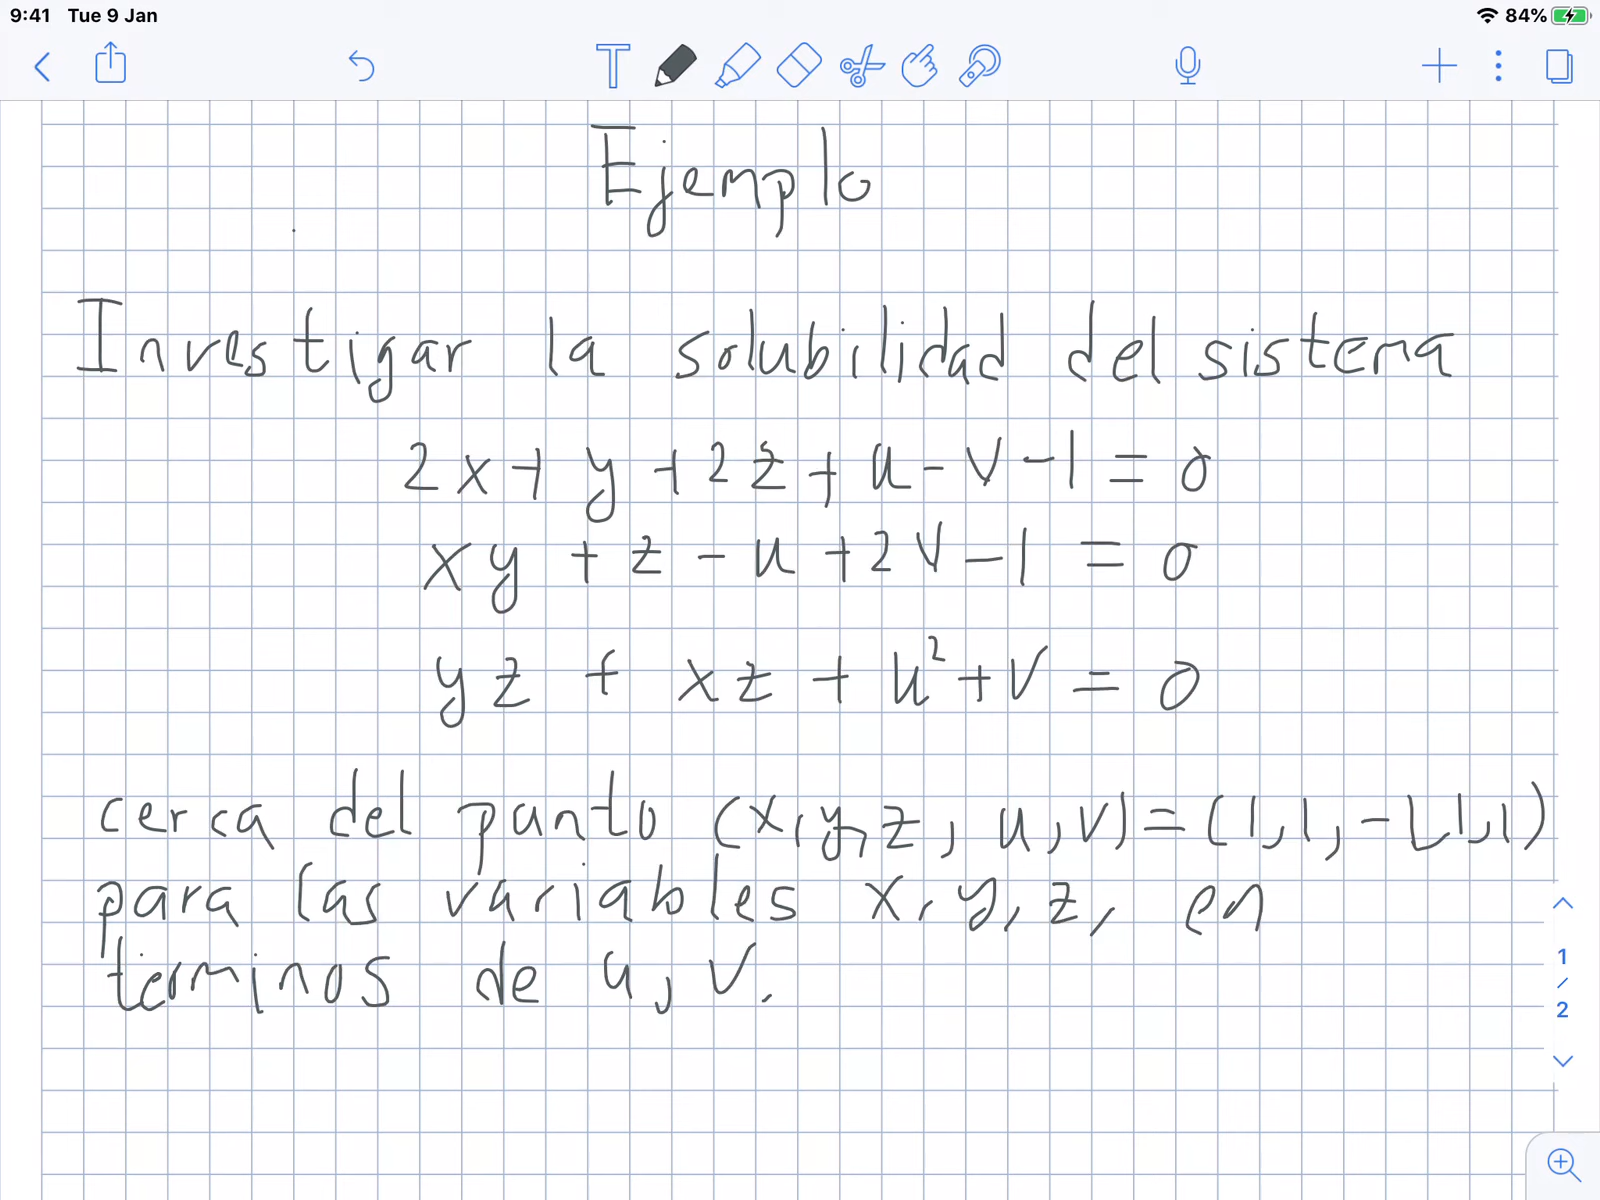 9:41 Tue 9 Jan 84%
Ejemplo
Investigar la solubilidad del sistema
2x + y + 2z + u - v - 1 = 0
xy + z - u + 2v - 1 = 0
yz + xz + u² + v = 0
cerca del punto (x, y, z, u, v) = (1, 1, -1, 1, 1)
para las variables x, y, z, en
terminos de u, v.
1
/
2